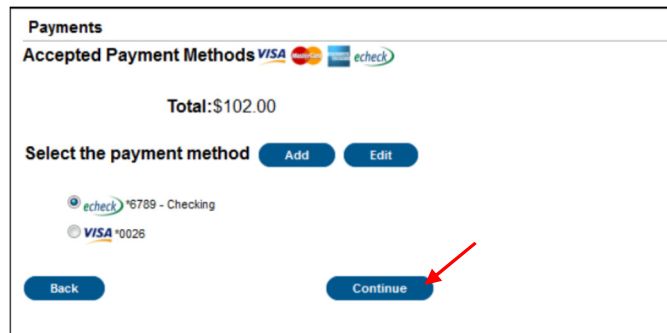 Payments
Accepted Payment Methods VISA MasterCard echeck
Total:$102.00
Select the payment method Add Edit
echeck *6789 - Checking
VISA *0026
Back Continue